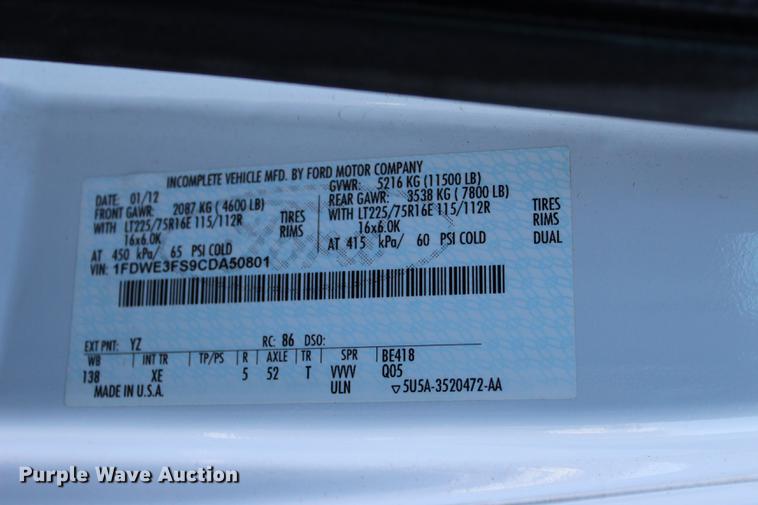 INCOMPLETE VEHICLE MFD. BY FORD MOTOR COMPANY
DATE: 01/12 GVWR: 5216 KG (11500 LB)
FRONT GAWR: 2087 KG ( 4600 LB) REAR GAWR: 3538 KG ( 7800 LB)
WITH LT225/75R16E 115/112R TIRES WITH LT225/75R16E 115/112R TIRES
16x6.0K RIMS 16x6.0K RIMS
AT 450 kPa/ 65 PSI COLD AT 415 kPa/ 60 PSI COLD DUAL
VIN: 1FDWE3FS9CDA50801
EXT PNT: YZ RC: 86 DSO:
WB INT TR TP/PS R AXLE TR SPR BE418
138 XE 5 52 T VVVV Q05
MADE IN U.S.A. ULN ▽5U5A-3520472-AA
Purple Wave Auction